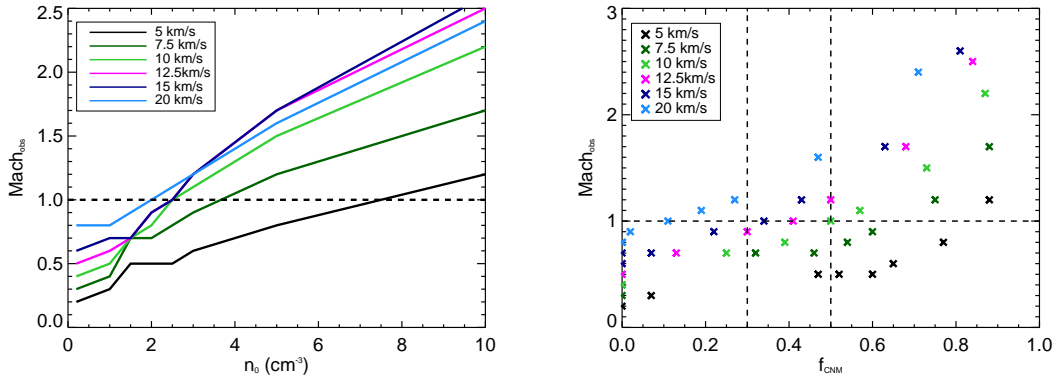 2.5
2.0
1.5
1.0
0.5
0.0
Mach_obs
0 2 4 6 8 10
n_0 (cm^-3)
5 km/s
7.5 km/s
10 km/s
12.5km/s
15 km/s
20 km/s
3
2
1
0
Mach_obs
0.0 0.2 0.4 0.6 0.8 1.0
f_CNM
5 km/s
7.5 km/s
10 km/s
12.5km/s
15 km/s
20 km/s